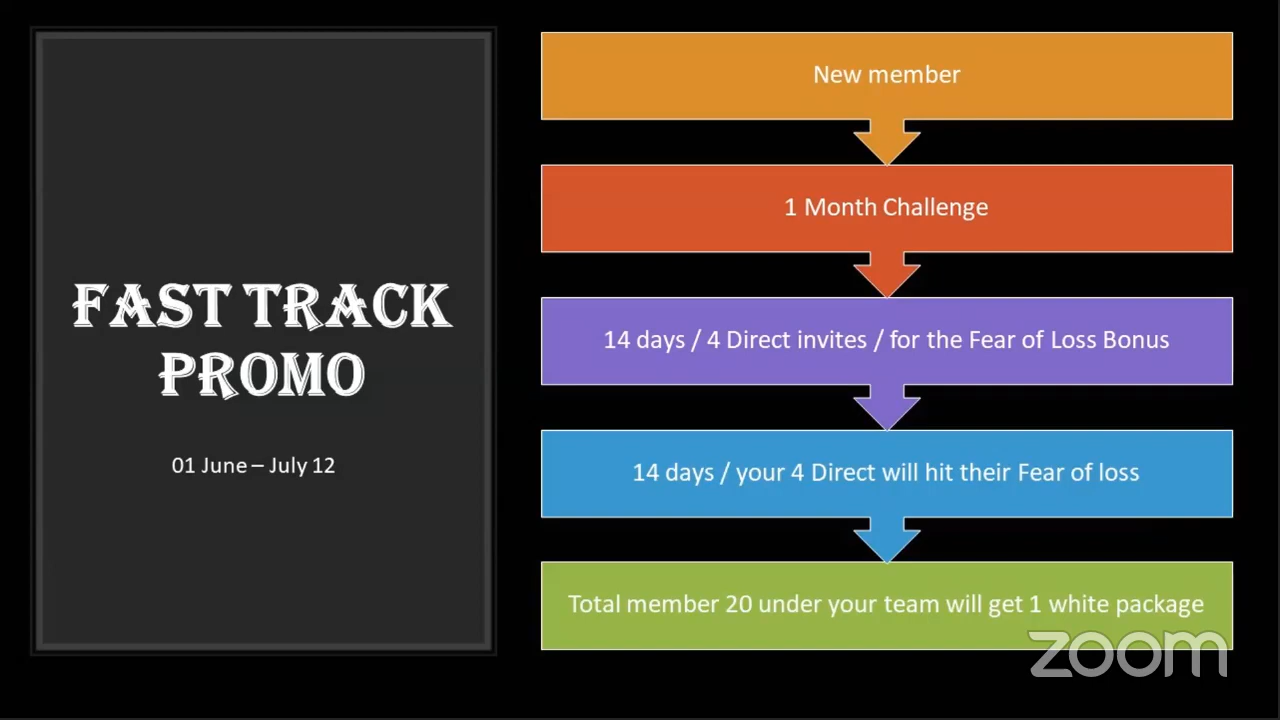 FAST TRACK
PROMO
01 June – July 12
New member
1 Month Challenge
14 days / 4 Direct invites / for the Fear of Loss Bonus
14 days / your 4 Direct will hit their Fear of loss
Total member 20 under your team will get 1 white package
zoom